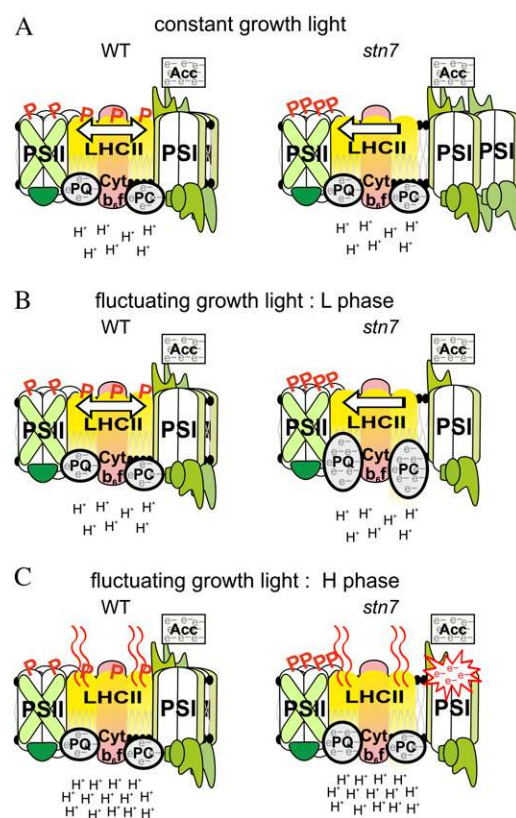 A constant growth light
WT stn7
Acc Acc
P P P P P PPPP
PSII LHCII PSI PSII LHCII PSI
PQ Cyt b₆f PC PQ Cyt b₆f PC
H⁺ H⁺ H⁺ H⁺ H⁺ H⁺ H⁺ H⁺ H⁺ H⁺ H⁺ H⁺ H⁺ H⁺
B fluctuating growth light : L phase
WT stn7
Acc Acc
P P P P P PPPP
PSII LHCII PSI PSII LHCII PSI
PQ Cyt b₆f PC PQ Cyt b₆f PC
H⁺ H⁺ H⁺ H⁺ H⁺ H⁺ H⁺ H⁺ H⁺ H⁺ H⁺ H⁺ H⁺ H⁺
C fluctuating growth light : H phase
WT stn7
Acc Acc
P P P P P PPPP
PSII LHCII PSI PSII LHCII PSI
PQ Cyt b₆f PC PQ Cyt b₆f PC
H⁺ H⁺ H⁺ H⁺ H⁺ H⁺ H⁺ H⁺
H⁺ H⁺ H⁺ H⁺ H⁺ H⁺ H⁺ H⁺ H⁺ H⁺
H⁺ H⁺ H⁺ H⁺ H⁺ H⁺ H⁺ H⁺